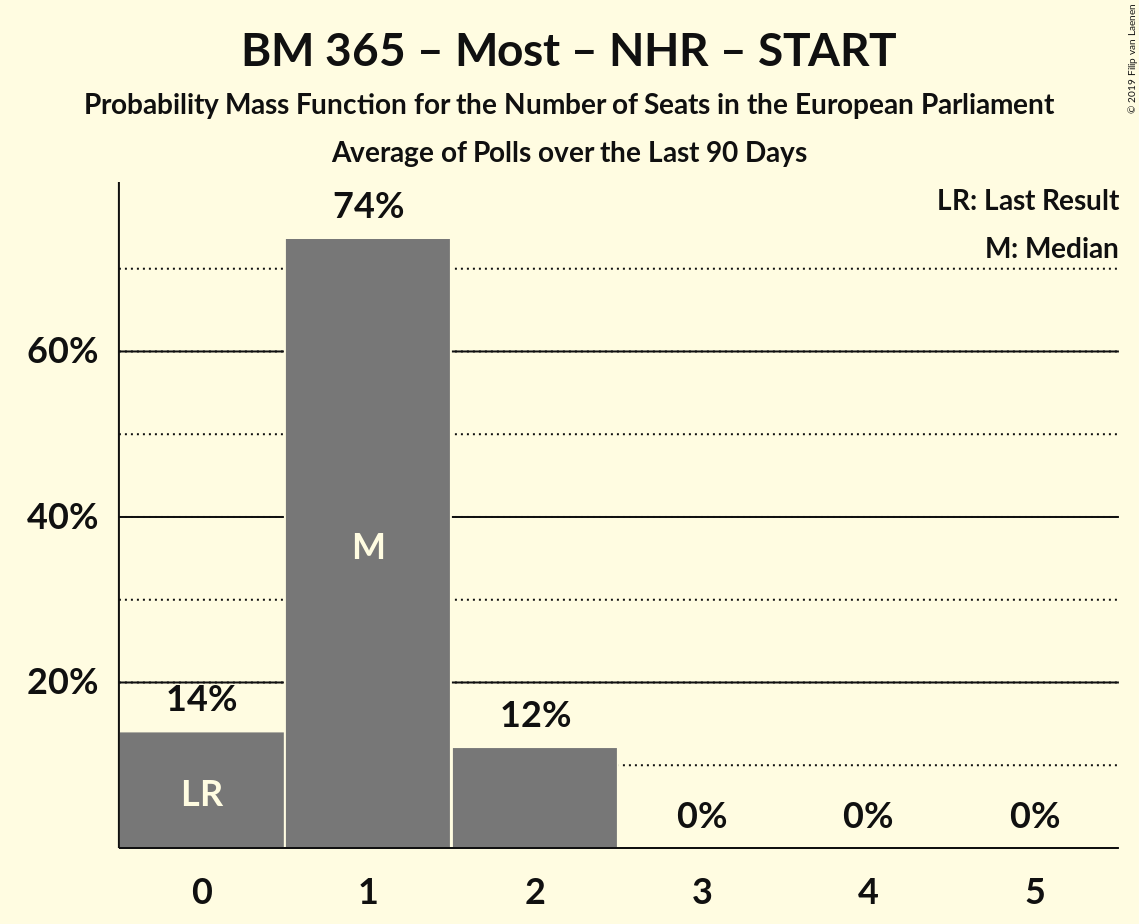 BM 365 – Most – NHR – START
Probability Mass Function for the Number of Seats in the European Parliament
Average of Polls over the Last 90 Days
© 2019 Filip van Laenen
LR: Last Result
M: Median
74%
60%
40%
20%
M
14%
12%
LR
0%
0%
0%
0
1
2
3
4
5